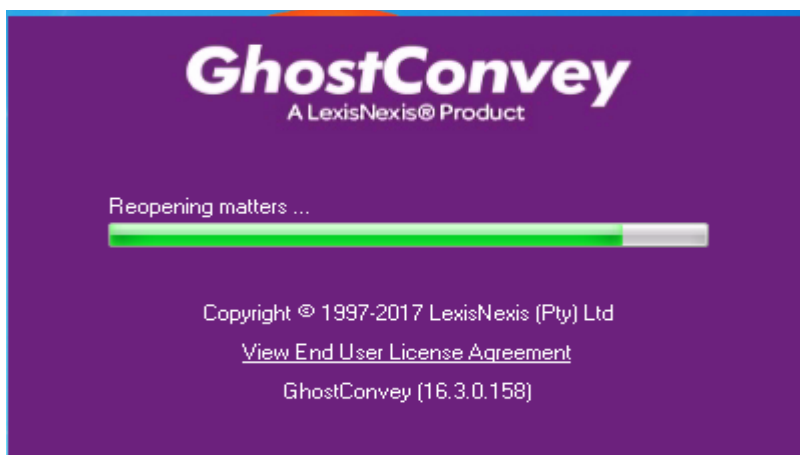 GhostConvey
A LexisNexis® Product
Reopening matters ...
Copyright © 1997-2017 LexisNexis (Pty) Ltd
View End User License Agreement
GhostConvey (16.3.0.158)